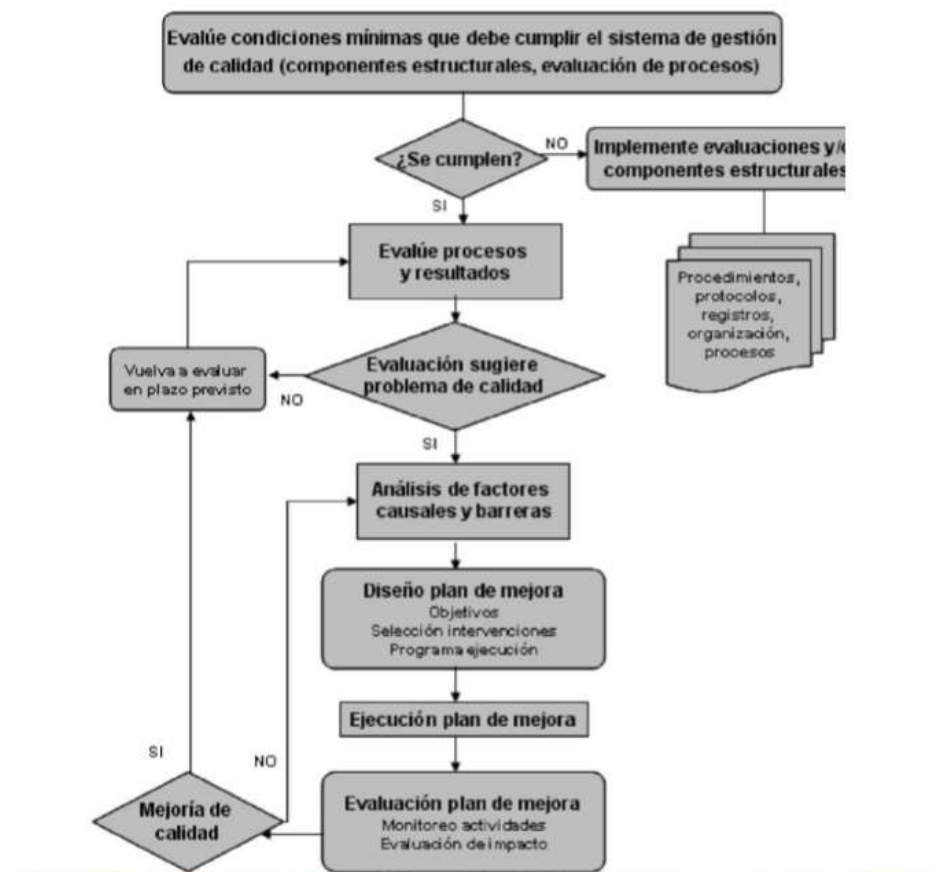 Evalúe condiciones mínimas que debe cumplir el sistema de gestión
de calidad (componentes estructurales, evaluación de procesos)
¿Se cumplen?
NO
Implemente evaluaciones y/
componentes estructurales
SI
Evalúe procesos
y resultados
Procedimientos,
protocolos,
registros,
organización,
procesos
Evaluación sugiere
problema de calidad
Vuelva a evaluar
en plazo previsto
NO
SI
Análisis de factores
causales y barreras
Diseño plan de mejora
Objetivos
Selección intervenciones
Programa ejecución
Ejecución plan de mejora
SI
NO
Mejoría de
calidad
Evaluación plan de mejora
Monitoreo actividades
Evaluación de impacto